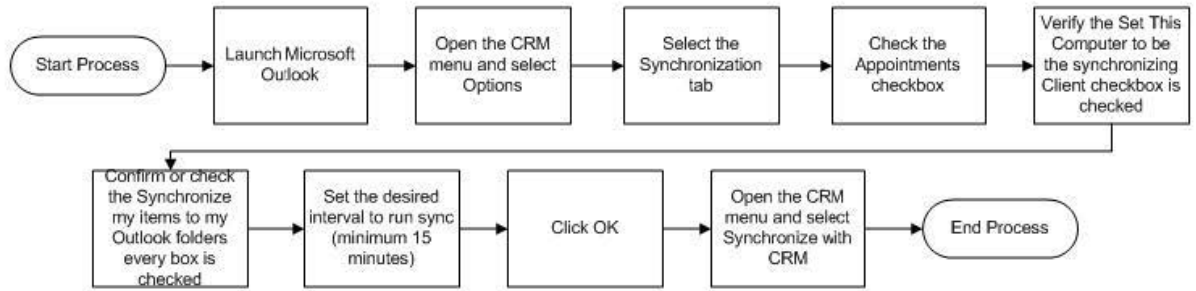 Start Process
Launch Microsoft
Outlook
Open the CRM
menu and select
Options
Select the
Synchronization
tab
Check the
Appointments
checkbox
Verify the Set This
Computer to be
the synchronizing
Client checkbox is
checked
Confirm or check
the Synchronize
my items to my
Outlook folders
every box is
checked
Set the desired
interval to run sync
(minimum 15
minutes)
Click OK
Open the CRM
menu and select
Synchronize with
CRM
End Process